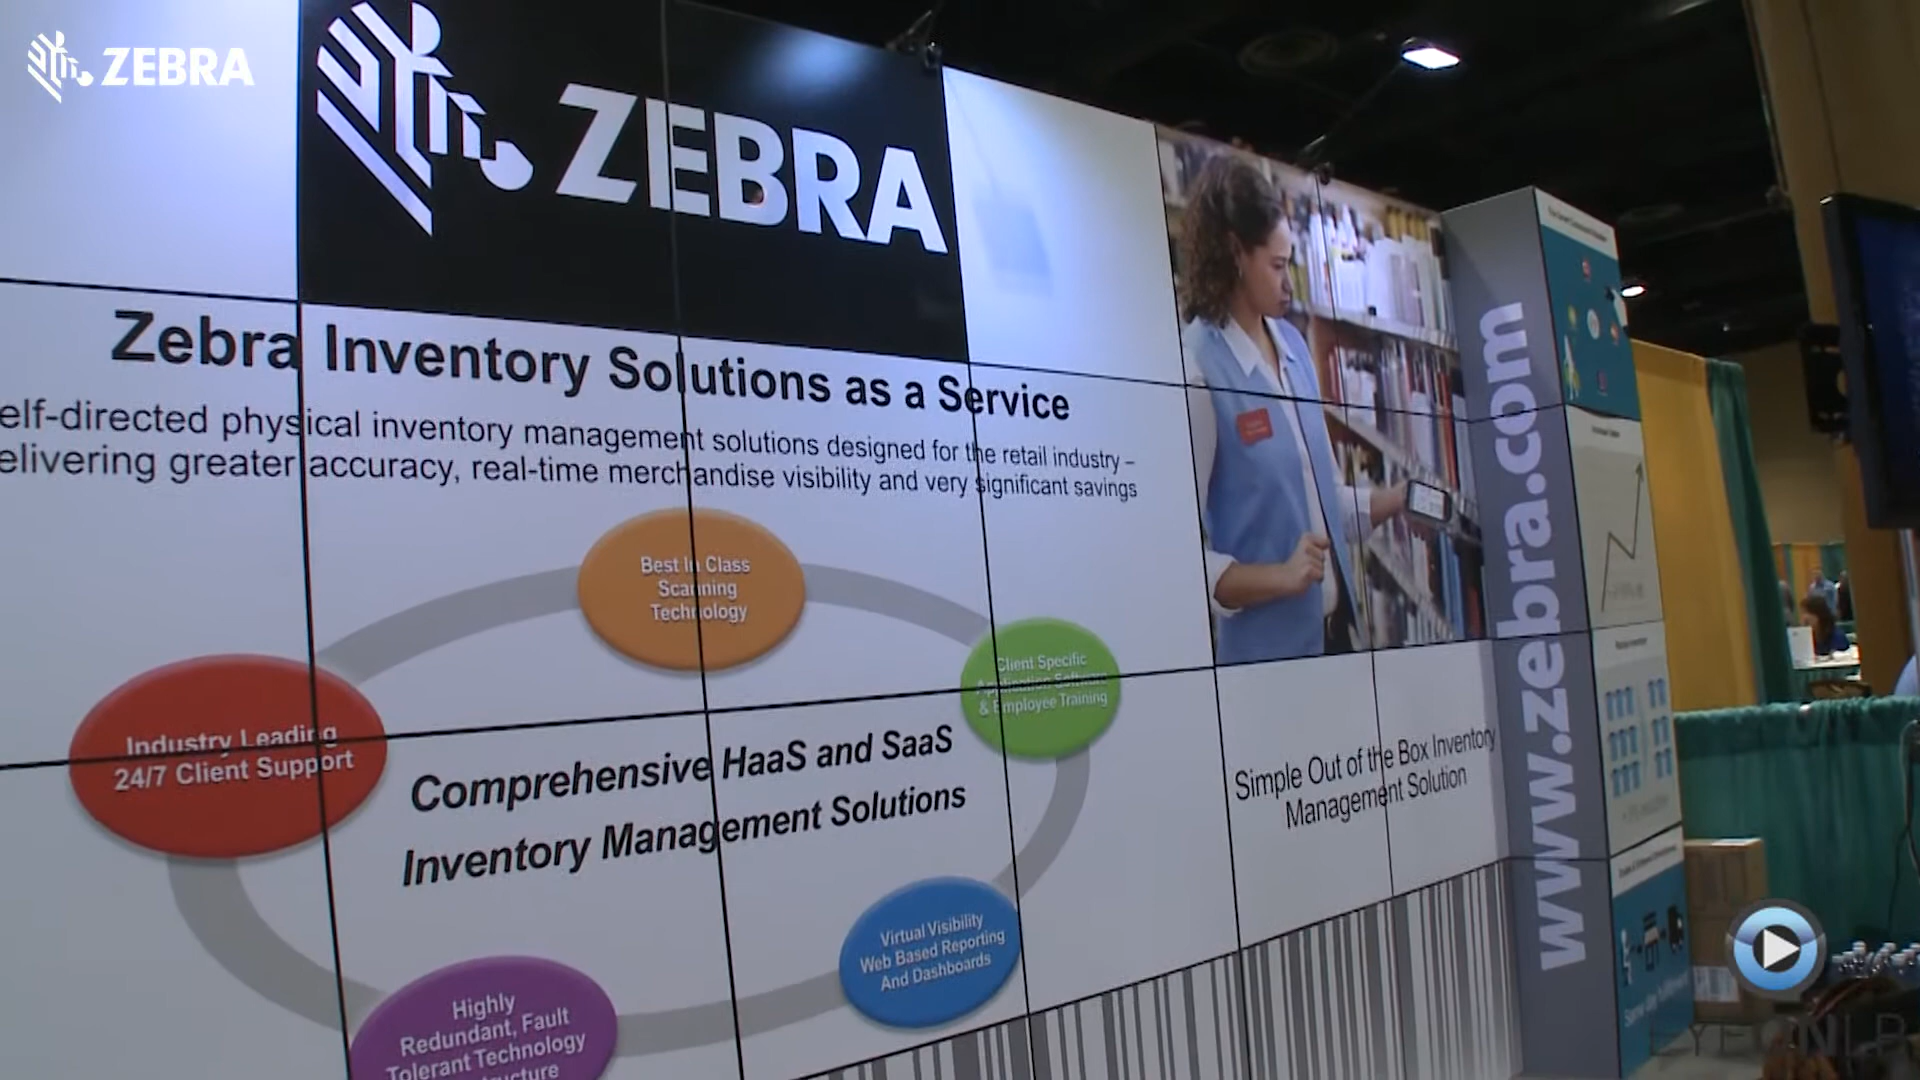 ZEBRA
ZEBRA
Zebra Inventory Solutions as a Service
elf-directed physical inventory management solutions designed for the retail industry –
elivering greater accuracy, real-time merchandise visibility and very significant savings
Best In Class
Scanning
Technology
Client Specific
Application Software
& Employee Training
Industry Leading
24/7 Client Support
Comprehensive HaaS and SaaS
Inventory Management Solutions
Virtual Visibility
Web Based Reporting
And Dashboards
Highly
Redundant, Fault
Tolerant Technology
Simple Out of the Box Inventory
Management Solution
www.zebra.com